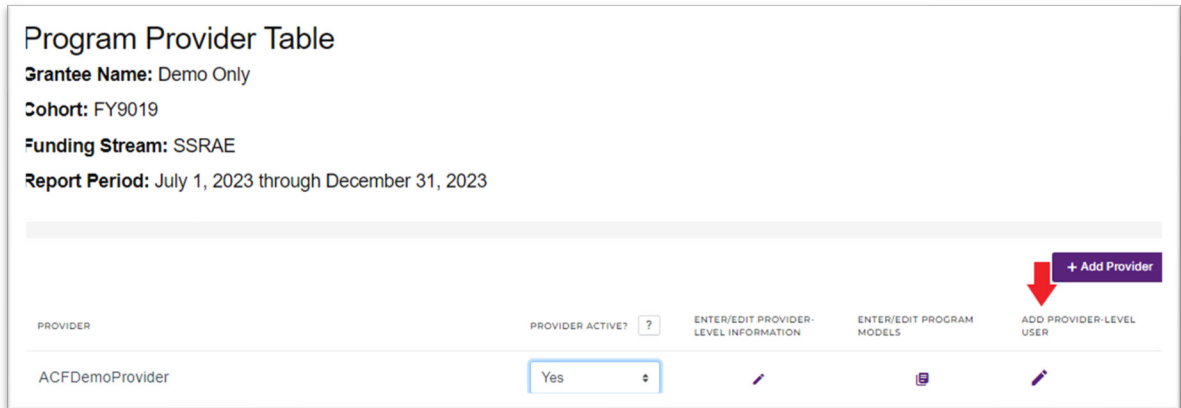 Program Provider Table
Grantee Name: Demo Only
Cohort: FY9019
Funding Stream: SSRAE
Report Period: July 1, 2023 through December 31, 2023
+ Add Provider
PROVIDER
PROVIDER ACTIVE? ?
ENTER/EDIT PROVIDER-
LEVEL INFORMATION
ENTER/EDIT PROGRAM
MODELS
ADD PROVIDER-LEVEL
USER
ACFDemoProvider
Yes